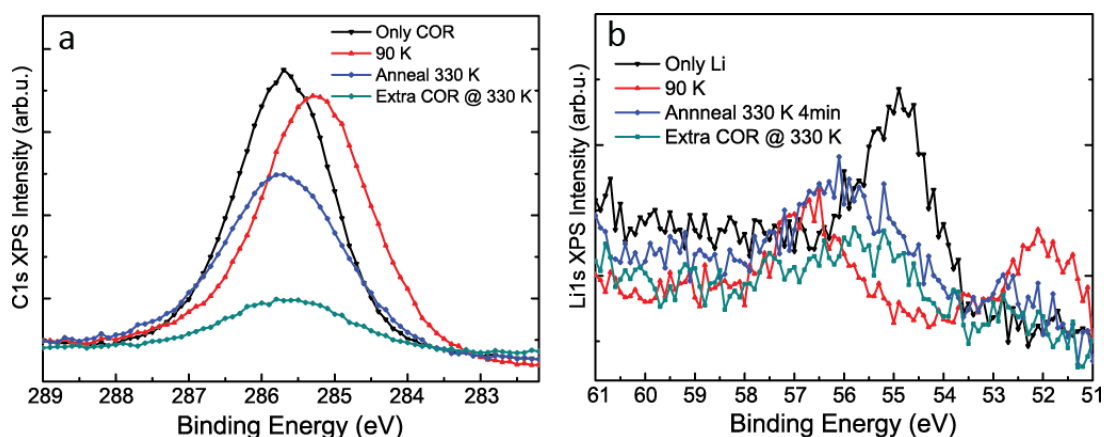 a
Only COR
90 K
Anneal 330 K
Extra COR @ 330 K
C1s XPS Intensity (arb.u.)
289 288 287 286 285 284 283
Binding Energy (eV)
b
Only Li
90 K
Annneal 330 K 4min
Extra COR @ 330 K
Li1s XPS Intensity (arb.u.)
61 60 59 58 57 56 55 54 53 52 51
Binding Energy (eV)